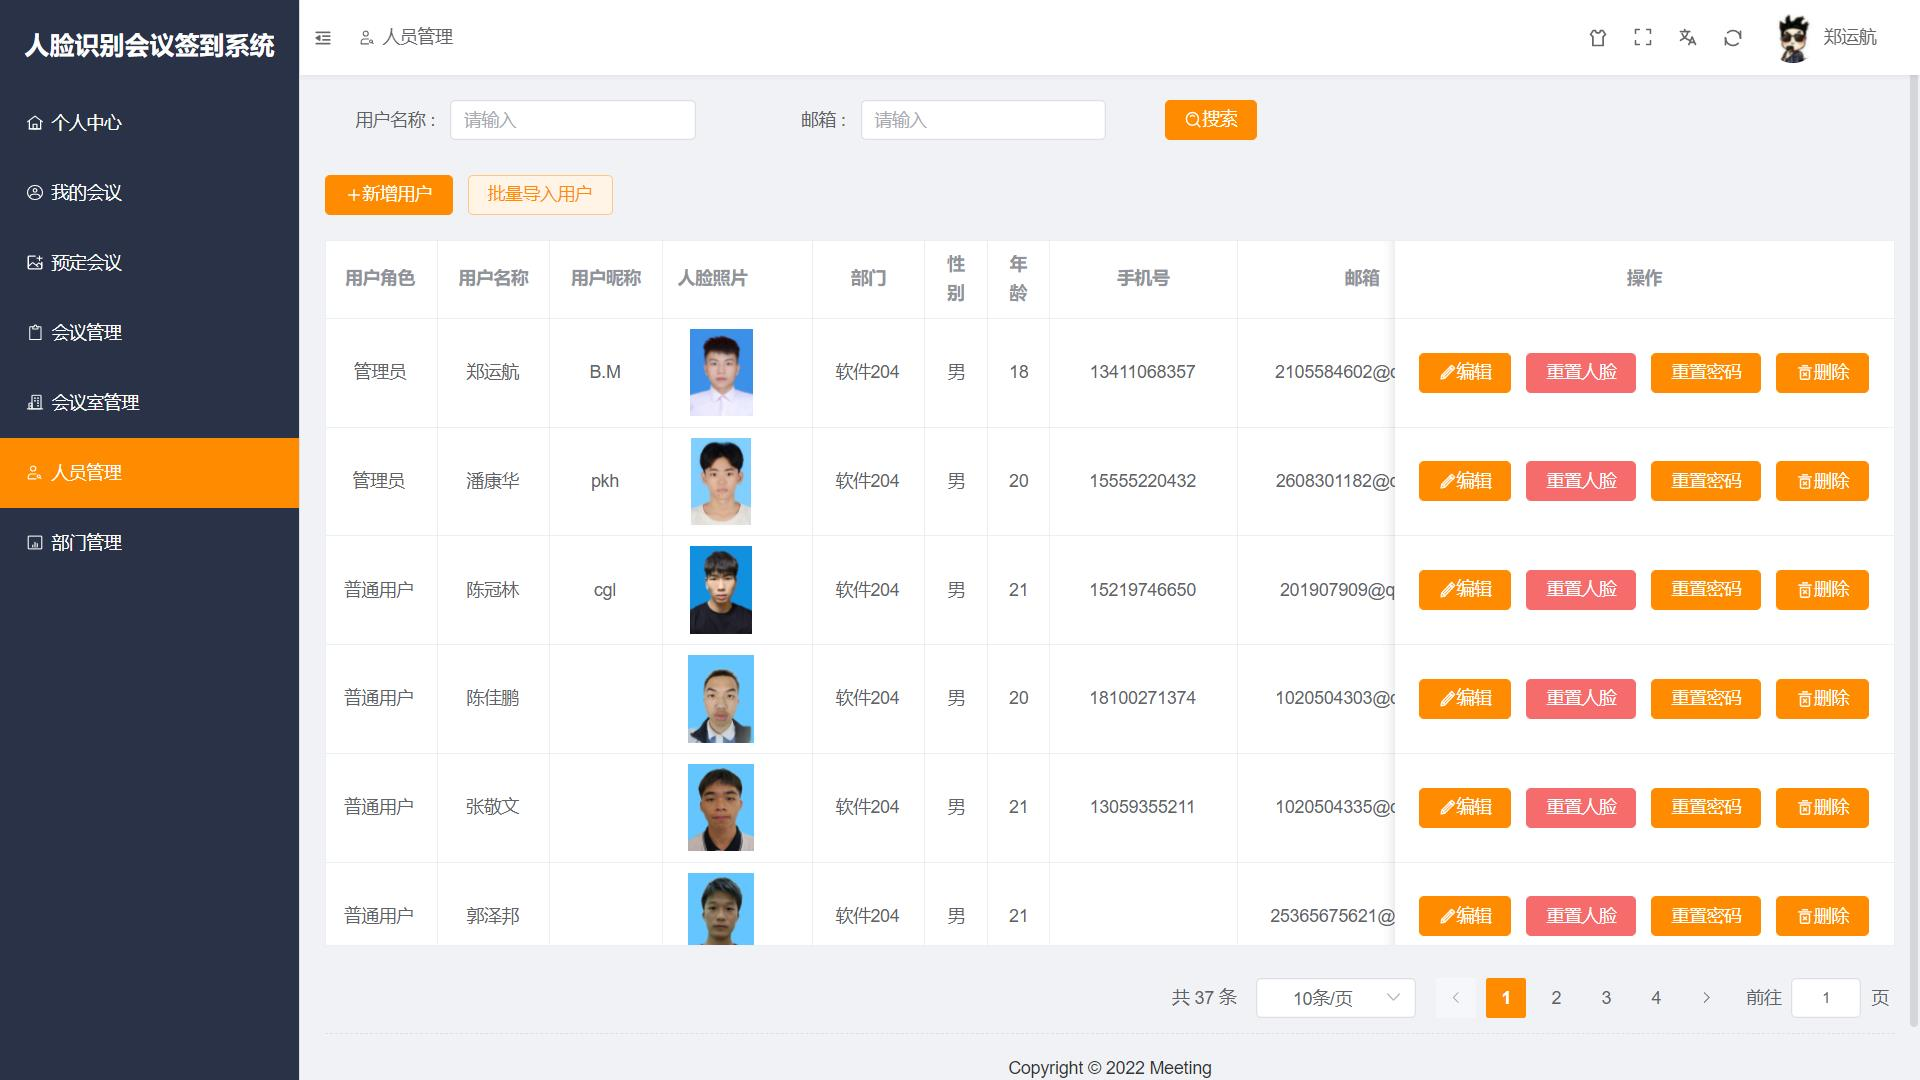 人脸识别会议签到系统
人员管理
郑运航
个人中心
我的会议
预定会议
会议管理
会议室管理
人员管理
部门管理
用户名称 : 请输入 邮箱 : 请输入 搜索
+新增用户 批量导入用户
用户角色 用户名称 用户昵称 人脸照片 部门 性别 年龄 手机号 邮箱 操作
管理员 郑运航 B.M 软件204 男 18 13411068357 2105584602@ 编辑 重置人脸 重置密码 删除
管理员 潘康华 pkh 软件204 男 20 15555220432 2608301182@ 编辑 重置人脸 重置密码 删除
普通用户 陈冠林 cgl 软件204 男 21 15219746650 201907909@q 编辑 重置人脸 重置密码 删除
普通用户 陈佳鹏 软件204 男 20 18100271374 1020504303@ 编辑 重置人脸 重置密码 删除
普通用户 张敬文 软件204 男 21 13059355211 1020504335@ 编辑 重置人脸 重置密码 删除
普通用户 郭泽邦 软件204 男 21 25365675621@ 编辑 重置人脸 重置密码 删除
共 37 条 10条/页 1 2 3 4 前往 1 页
Copyright © 2022 Meeting